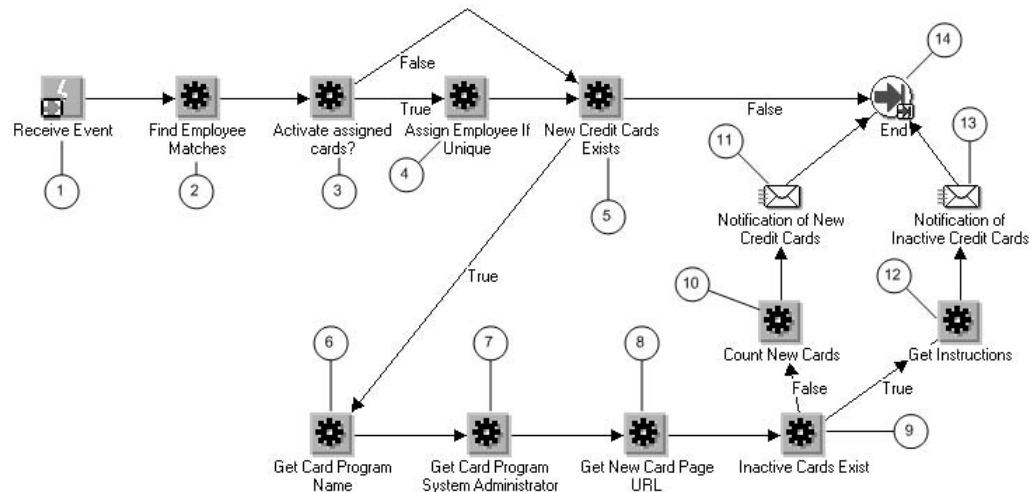 14
False
True
False
Receive Event
Find Employee
Matches
Activate assigned
cards?
Assign Employee If
Unique
New Credit Cards
Exists
End
1
2
3
4
5
11
13
Notification of New
Credit Cards
Notification of
Inactive Credit Cards
True
10
12
Count New Cards
Get Instructions
6
7
8
False
True
9
Get Card Program
Name
Get Card Program
System Administrator
Get New Card Page
URL
Inactive Cards Exist